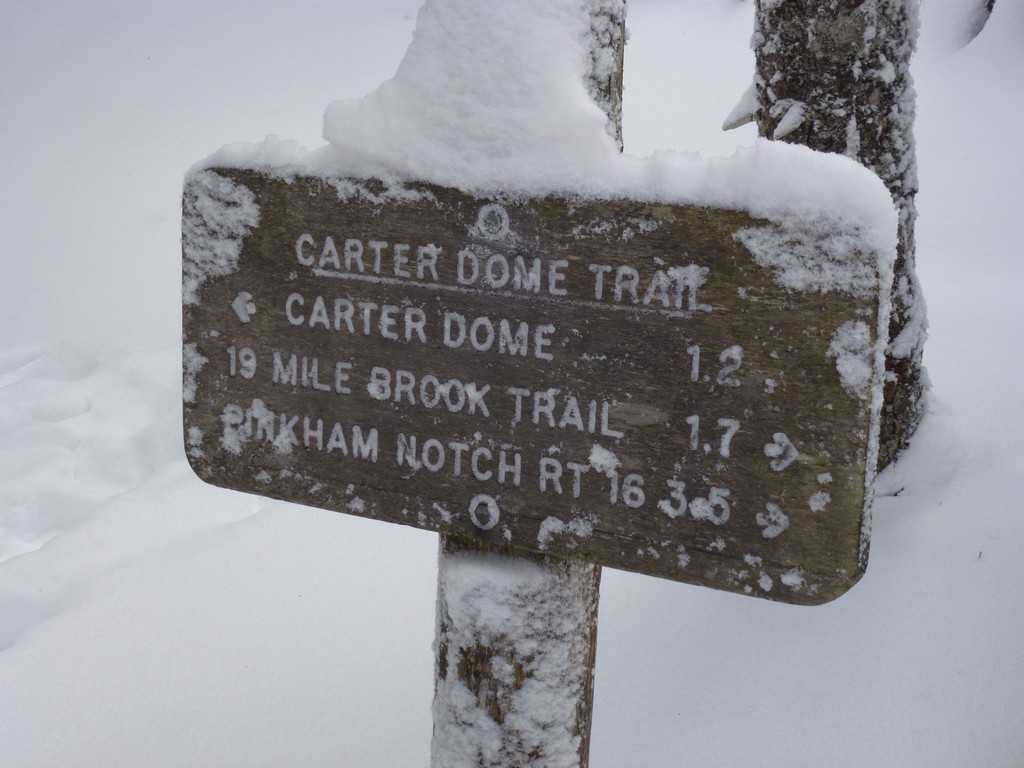 CARTER DOME TRAIL
CARTER DOME 1.2
19 MILE BROOK TRAIL 1.7
PINKHAM NOTCH RT 16 3.5